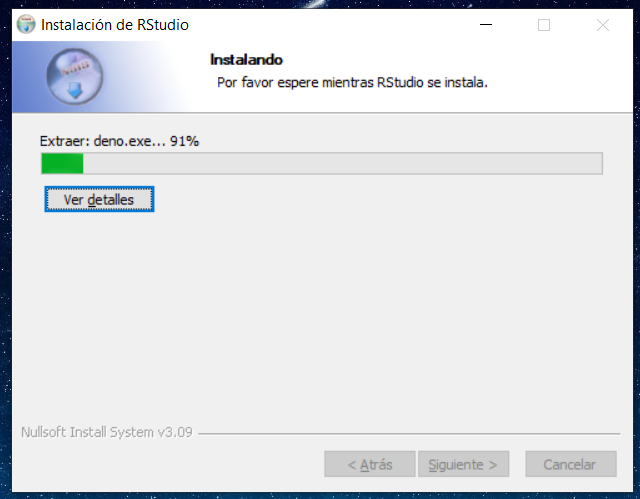 Instalación de RStudio
Instalando
Por favor espere mientras RStudio se instala.
Extraer: deno.exe... 91%
Ver detalles
Nullsoft Install System v3.09
< Atrás
Siguiente >
Cancelar